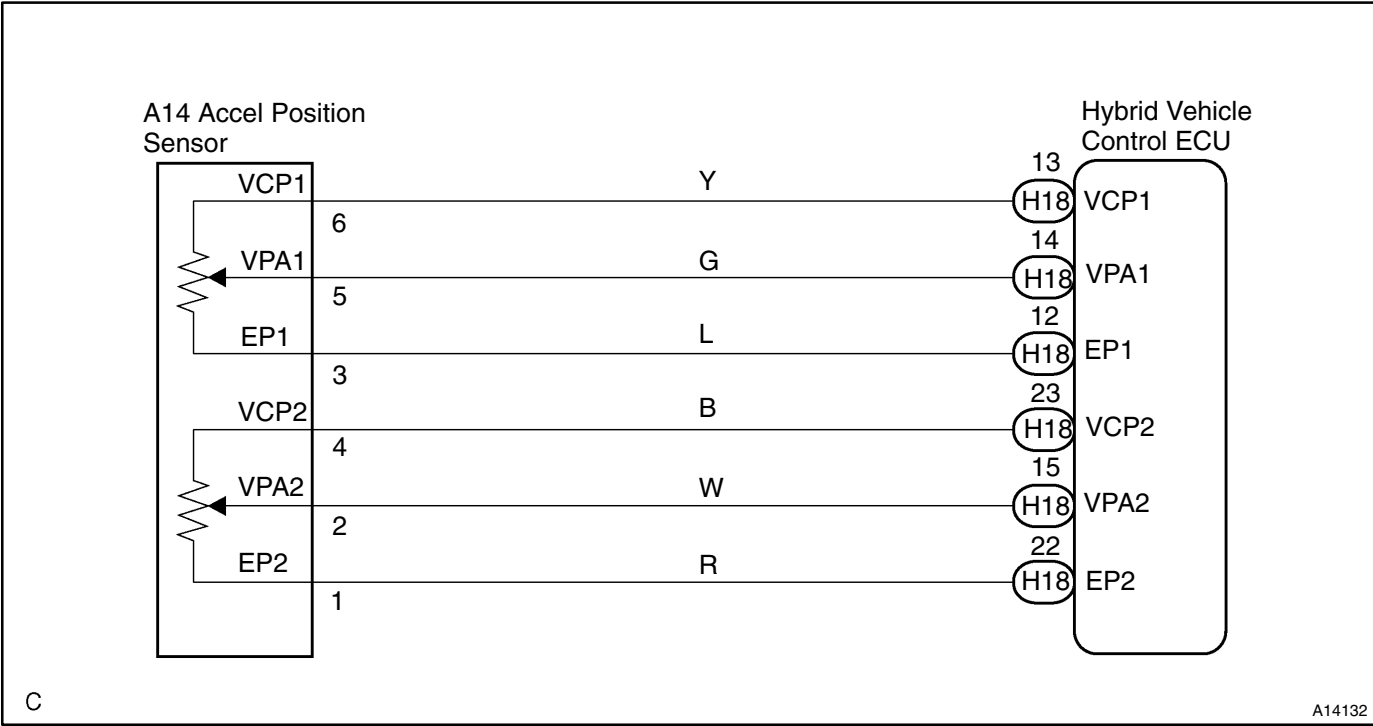 A14 Accel Position
Sensor
Hybrid Vehicle
Control ECU
VCP1 6 Y 13 H18 VCP1
VPA1 5 G 14 H18 VPA1
EP1 3 L 12 H18 EP1
VCP2 4 B 23 H18 VCP2
VPA2 2 W 15 H18 VPA2
EP2 1 R 22 H18 EP2
C
A14132